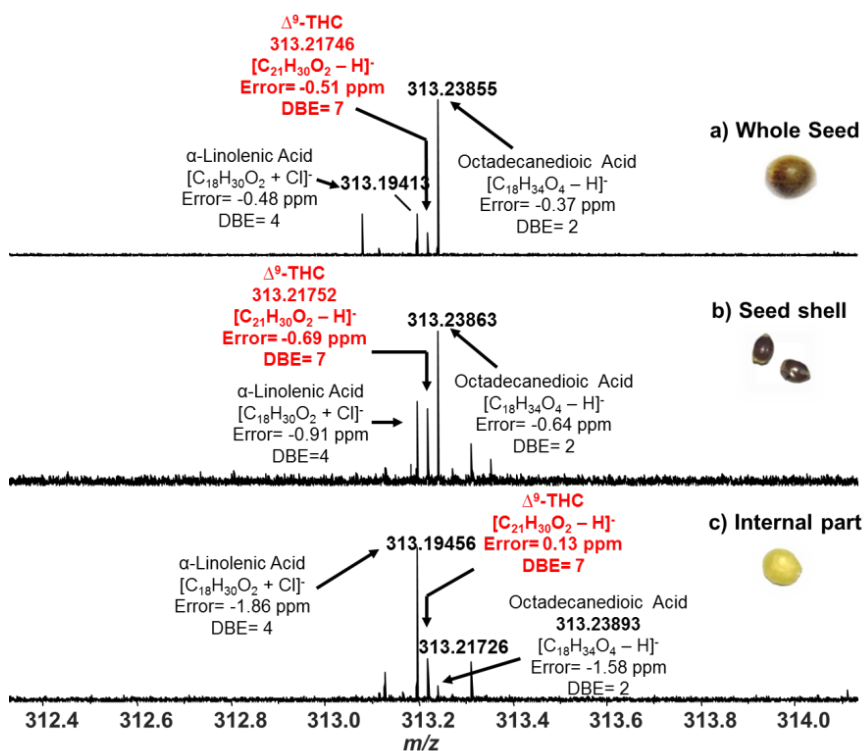 Δ⁹-THC
313.21746
[C₂₁H₃₀O₂ – H]⁻
Error= -0.51 ppm
DBE= 7
313.23855
a) Whole Seed
α-Linolenic Acid
[C₁₈H₃₀O₂ + Cl]⁻
Error= -0.48 ppm
DBE= 4
313.19413
Octadecanedioic Acid
[C₁₈H₃₄O₄ – H]⁻
Error= -0.37 ppm
DBE= 2
Δ⁹-THC
313.21752
[C₂₁H₃₀O₂ – H]⁻
Error= -0.69 ppm
DBE= 7
313.23863
b) Seed shell
α-Linolenic Acid
[C₁₈H₃₀O₂ + Cl]⁻
Error= -0.91 ppm
DBE=4
Octadecanedioic Acid
[C₁₈H₃₄O₄ – H]⁻
Error= -0.64 ppm
DBE= 2
Δ⁹-THC
[C₂₁H₃₀O₂ – H]⁻
Error= 0.13 ppm
DBE= 7
c) Internal part
313.19456
α-Linolenic Acid
[C₁₈H₃₀O₂ + Cl]⁻
Error= -1.86 ppm
DBE= 4
313.21726
Octadecanedioic Acid
313.23893
[C₁₈H₃₄O₄ – H]⁻
Error= -1.58 ppm
DBE= 2
312.4 312.6 312.8 313.0 313.2 313.4 313.6 313.8 314.0
m/z